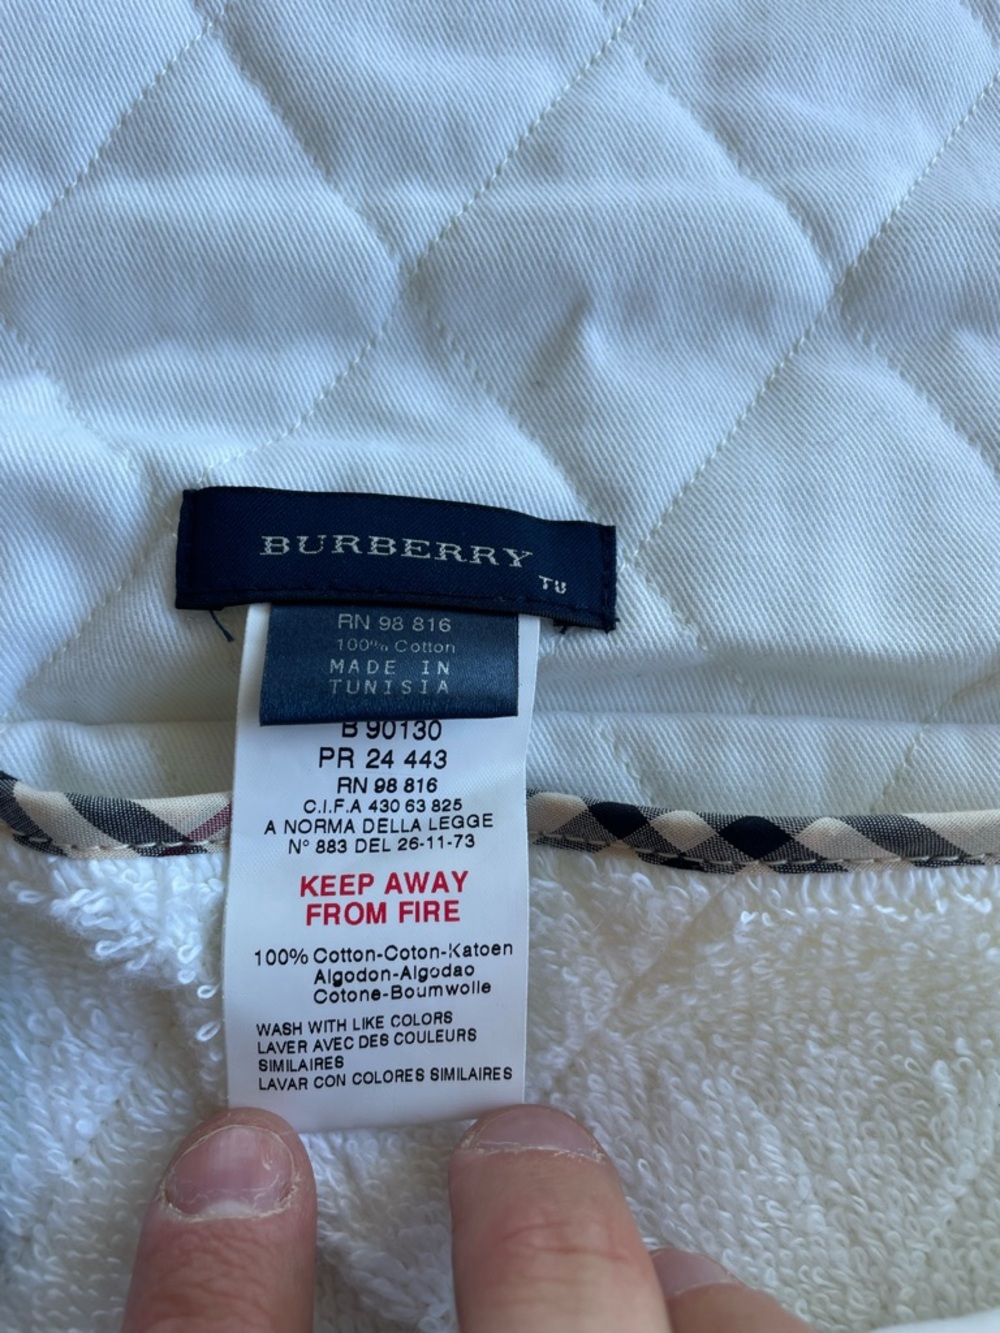 BURBERRY
TU
RN 98 816
100% Cotton
MADE IN
TUNISIA
B 90130
PR 24 443
RN 98 816
C.I.F.A 430 63 825
A NORMA DELLA LEGGE
N° 883 DEL 26-11-73
KEEP AWAY
FROM FIRE
100% Cotton-Coton-Katoen
Algodon-Algodao
Cotone-Boumwolle
WASH WITH LIKE COLORS
LAVER AVEC DES COULEURS
SIMILAIRES
LAVAR CON COLORES SIMILAIRES